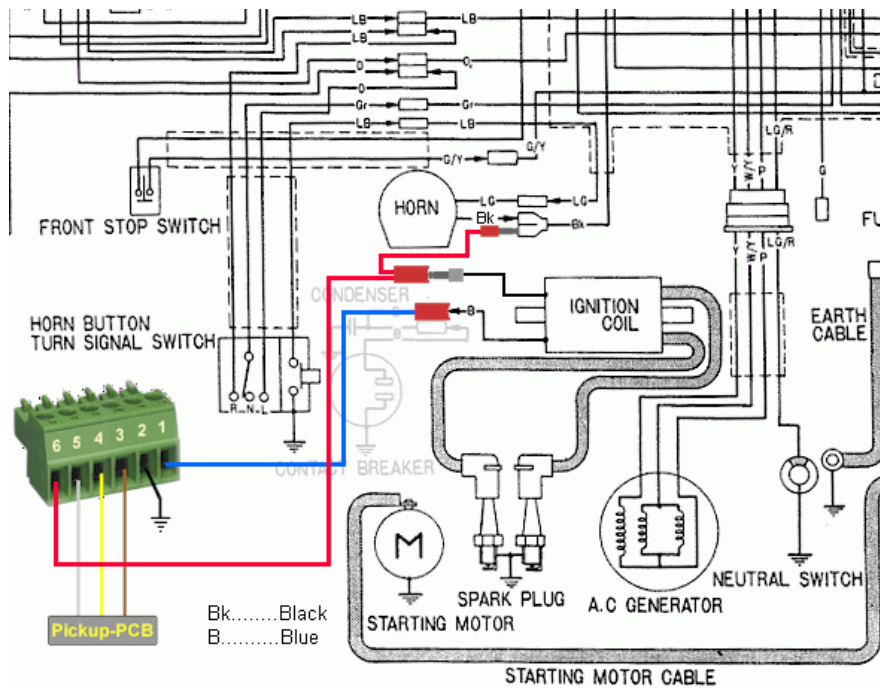 LB
LB
LB
LB
O
O
O
Gr
Gr
LB
LB
G/Y
G/Y
FRONT STOP SWITCH
HORN
LG
LG
Bk
Bk
Y
W/Y
P
LG/R
G
Y
W/Y
P
LG/R
FU
CONDENSER
IGNITION
COIL
B
B
B
EARTH
CABLE
HORN BUTTON
TURN SIGNAL SWITCH
R
N
L
CONTACT BREAKER
6 5 4 3 2 1
M
SPARK PLUG
A.C GENERATOR
NEUTRAL SWITCH
Pickup-PCB
Bk........Black
B..........Blue
STARTING MOTOR
STARTING MOTOR CABLE